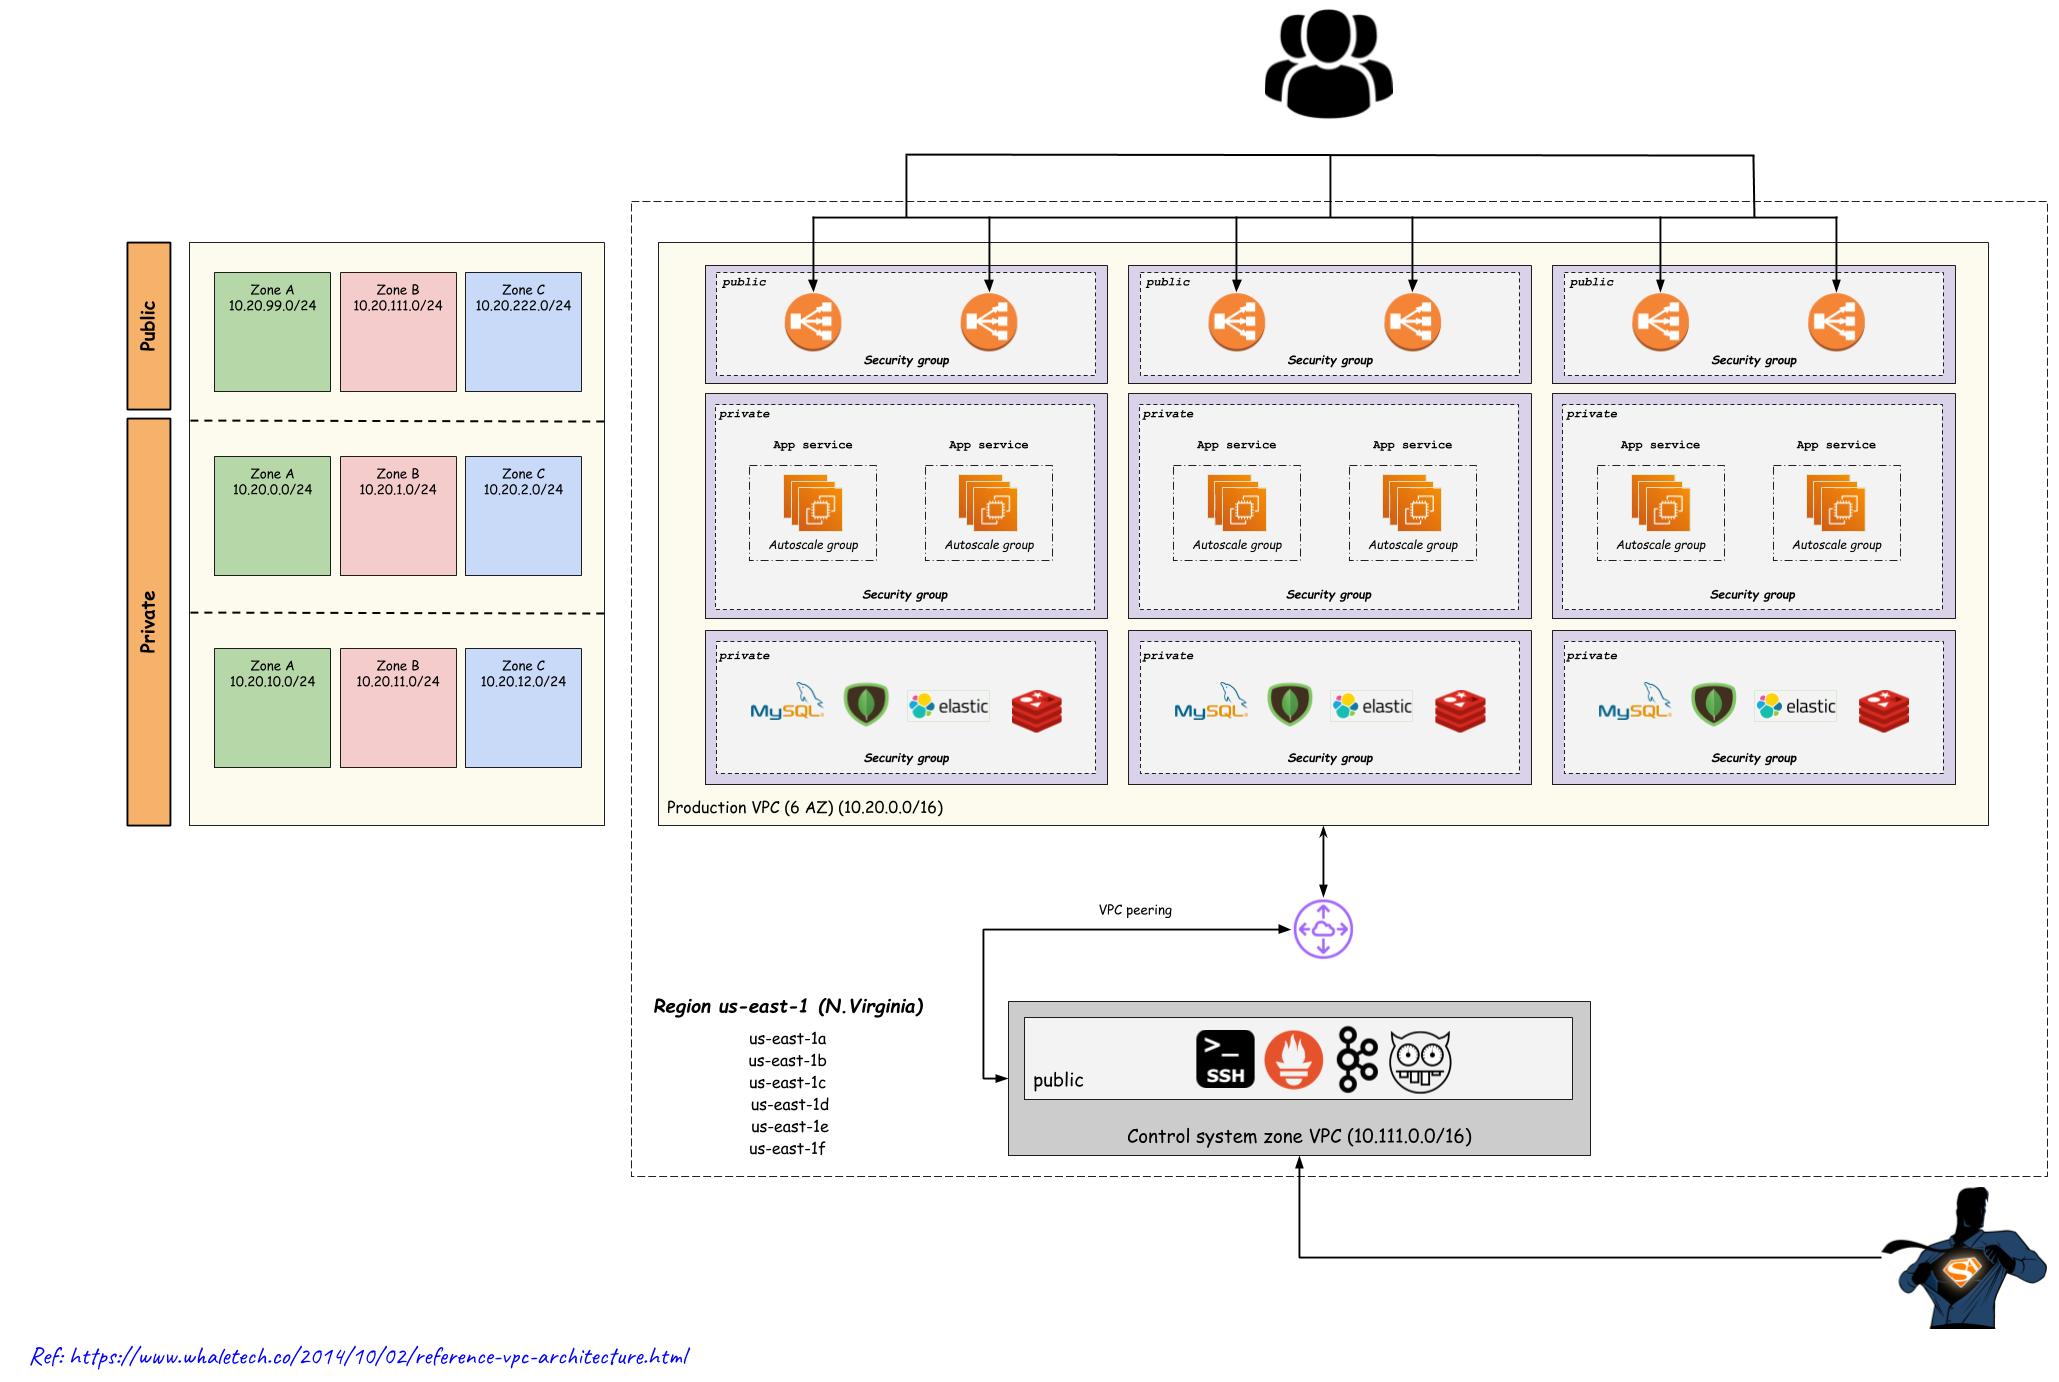 Public
Private
Zone A
10.20.99.0/24
Zone B
10.20.111.0/24
Zone C
10.20.222.0/24
Zone A
10.20.0.0/24
Zone B
10.20.1.0/24
Zone C
10.20.2.0/24
Zone A
10.20.10.0/24
Zone B
10.20.11.0/24
Zone C
10.20.12.0/24
public
Security group
public
Security group
public
Security group
private
App service
App service
Autoscale group
Autoscale group
Security group
private
App service
App service
Autoscale group
Autoscale group
Security group
private
App service
App service
Autoscale group
Autoscale group
Security group
private
MySQL®
elastic
Security group
private
MySQL®
elastic
Security group
private
MySQL®
elastic
Security group
Production VPC (6 AZ) (10.20.0.0/16)
VPC peering
Region us-east-1 (N.Virginia)
us-east-1a
us-east-1b
us-east-1c
us-east-1d
us-east-1e
us-east-1f
>_
SSH
public
Control system zone VPC (10.111.0.0/16)
Ref: https://www.whaletech.co/2014/10/02/reference-vpc-architecture.html